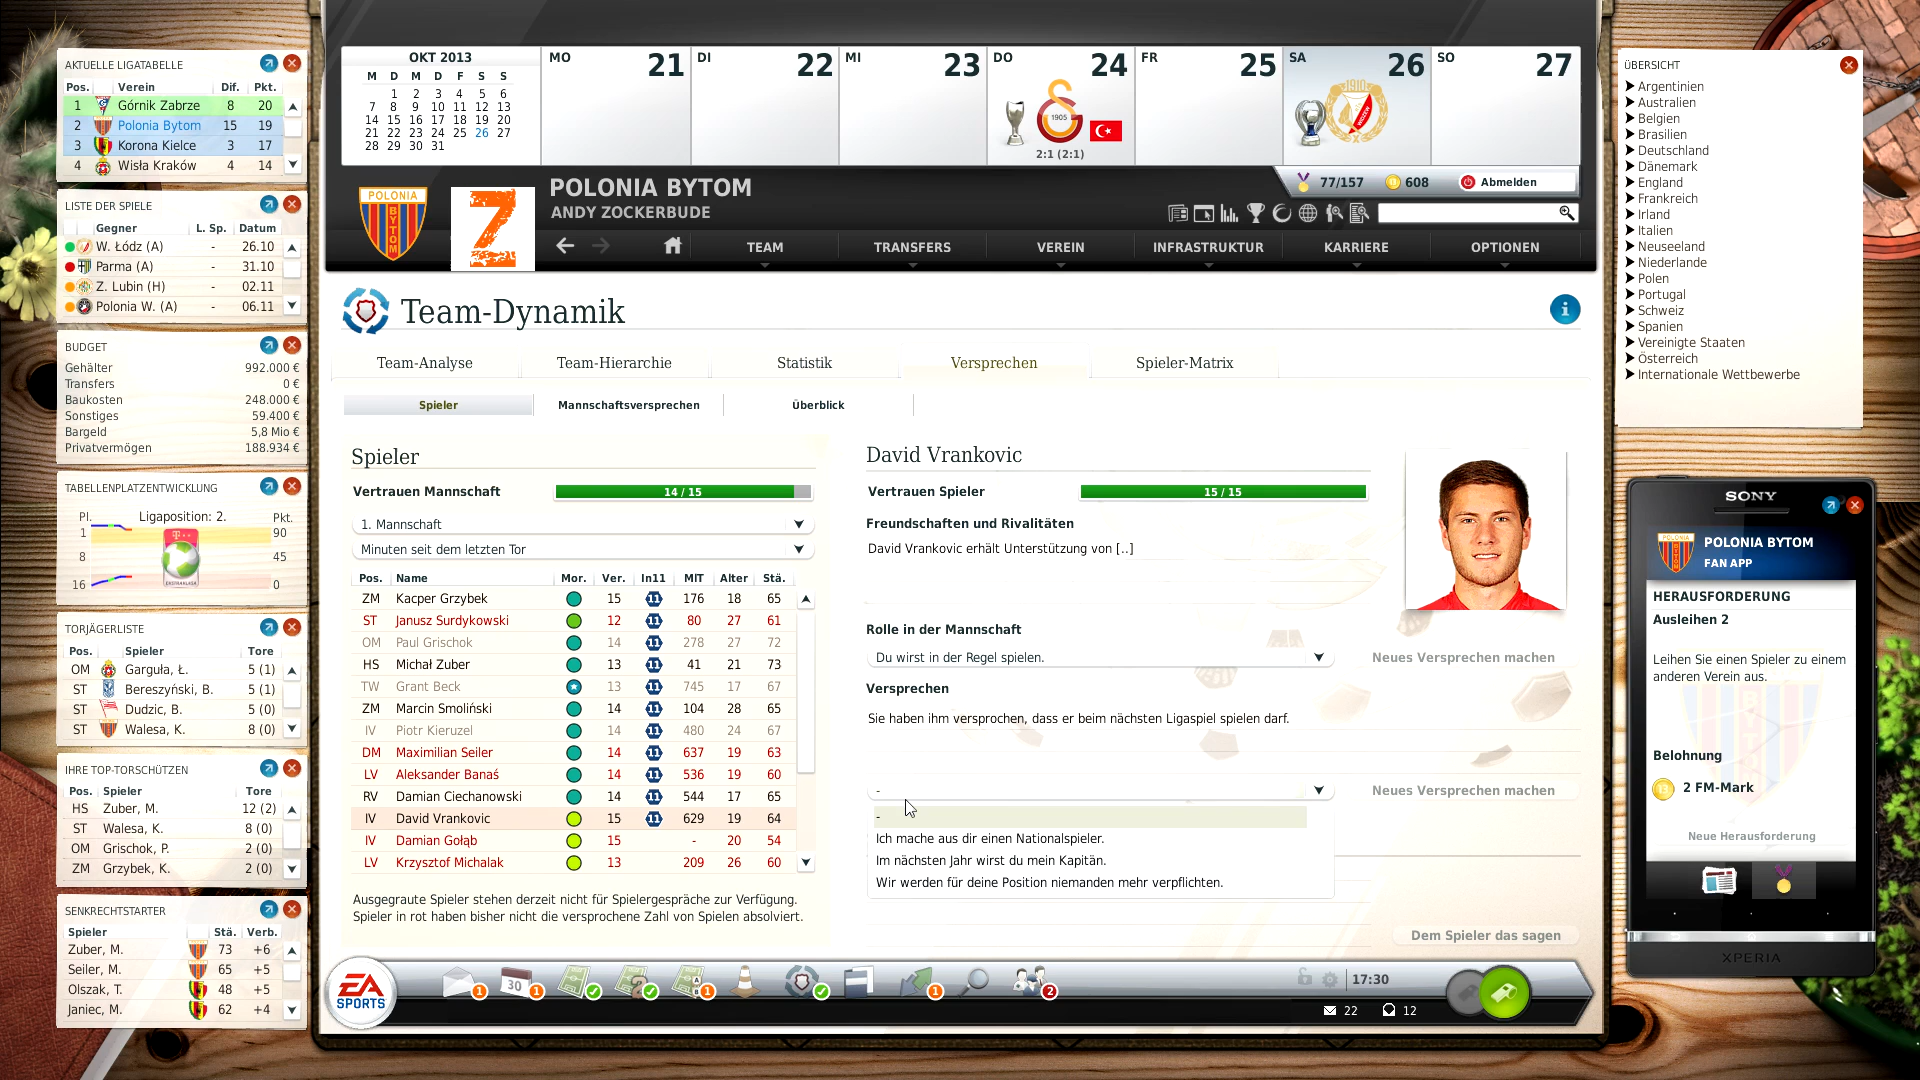 AKTUELLE LIGATABELLE
Pos. Verein Dif. Pkt.
1 Górnik Zabrze 8 20
2 Polonia Bytom 15 19
3 Korona Kielce 3 17
4 Wisła Kraków 4 14
LISTE DER SPIELE
Gegner L. Sp. Datum
W. Łódź (A) - 26.10
Parma (A) - 31.10
Z. Lubin (H) - 02.11
Polonia W. (A) - 06.11
BUDGET
Gehälter 992.000 €
Transfers 0 €
Baukosten 248.000 €
Sonstiges 59.400 €
Bargeld 5,8 Mio €
Privatvermögen 188.934 €
TABELLENPLATZENTWICKLUNG
Pl. Ligaposition: 2. Pkt.
1 90
8 45
16 0
TORJÄGERLISTE
Pos. Spieler Tore
OM Garguła, Ł. 5 (1)
ST Bereszyński, B. 5 (1)
ST Dudzic, B. 5 (0)
ST Walesa, K. 8 (0)
IHRE TOP-TORSCHÜTZEN
Pos. Spieler Tore
HS Zuber, M. 12 (2)
ST Walesa, K. 8 (0)
OM Grischok, P. 2 (0)
ZM Grzybek, K. 2 (0)
SENKRECHTSTARTER
Spieler Stä. Verb.
Zuber, M. 73 +6
Seiler, M. 65 +5
Olszak, T. 48 +5
Janiec, M. 62 +4
OKT 2013
M D M D F S S
1 2 3 4 5 6
7 8 9 10 11 12 13
14 15 16 17 18 19 20
21 22 23 24 25 26 27
28 29 30 31
MO 21 DI 22 MI 23 DO 24 FR 25 SA 26 SO 27
1905
1910
WIDZEW
2:1 (2:1)
POLONIA
BYTOM
Z
POLONIA BYTOM
ANDY ZOCKERBUDE
77/157 608 Abmelden
TEAM TRANSFERS VEREIN INFRASTRUKTUR KARRIERE OPTIONEN
Team-Dynamik
i
Team-Analyse Team-Hierarchie Statistik Versprechen Spieler-Matrix
Spieler Mannschaftsversprechen Überblick
Spieler
Vertrauen Mannschaft 14 / 15
1. Mannschaft
Minuten seit dem letzten Tor
Pos. Name Mor. Ver. In11 MIT Alter Stä.
ZM Kacper Grzybek 15 11 176 18 65
ST Janusz Surdykowski 12 11 80 27 61
OM Paul Grischok 14 11 278 27 72
HS Michał Zuber 13 11 41 21 73
TW Grant Beck 13 11 745 17 67
ZM Marcin Smoliński 14 11 104 28 65
IV Piotr Kieruzel 14 11 480 24 67
DM Maximilian Seiler 14 11 637 19 63
LV Aleksander Banaś 14 11 536 19 60
RV Damian Ciechanowski 14 11 544 17 65
IV David Vrankovic 15 11 629 19 64
IV Damian Gołąb 15 - 20 54
LV Krzysztof Michalak 13 209 26 60
Ausgegraute Spieler stehen derzeit nicht für Spielergespräche zur Verfügung.
Spieler in rot haben bisher nicht die versprochene Zahl von Spielen absolviert.
David Vrankovic
Vertrauen Spieler 15 / 15
Freundschaften und Rivalitäten
David Vrankovic erhält Unterstützung von [..]
Rolle in der Mannschaft
Du wirst in der Regel spielen. Neues Versprechen machen
Versprechen
Sie haben ihm versprochen, dass er beim nächsten Ligaspiel spielen darf.
- Neues Versprechen machen
-
Ich mache aus dir einen Nationalspieler.
Im nächsten Jahr wirst du mein Kapitän.
Wir werden für deine Position niemanden mehr verpflichten.
Dem Spieler das sagen
EA
SPORTS
1 30 1 1 1 2
17:30
22 12
ÜBERSICHT
Argentinien
Australien
Belgien
Brasilien
Deutschland
Dänemark
England
Frankreich
Irland
Italien
Neuseeland
Niederlande
Polen
Portugal
Schweiz
Spanien
Vereinigte Staaten
Österreich
Internationale Wettbewerbe
SONY
POLONIA BYTOM
FAN APP
HERAUSFORDERUNG
Ausleihen 2
Leihen Sie einen Spieler zu einem
anderen Verein aus.
Belohnung
2 FM-Mark
Neue Herausforderung
XPERIA